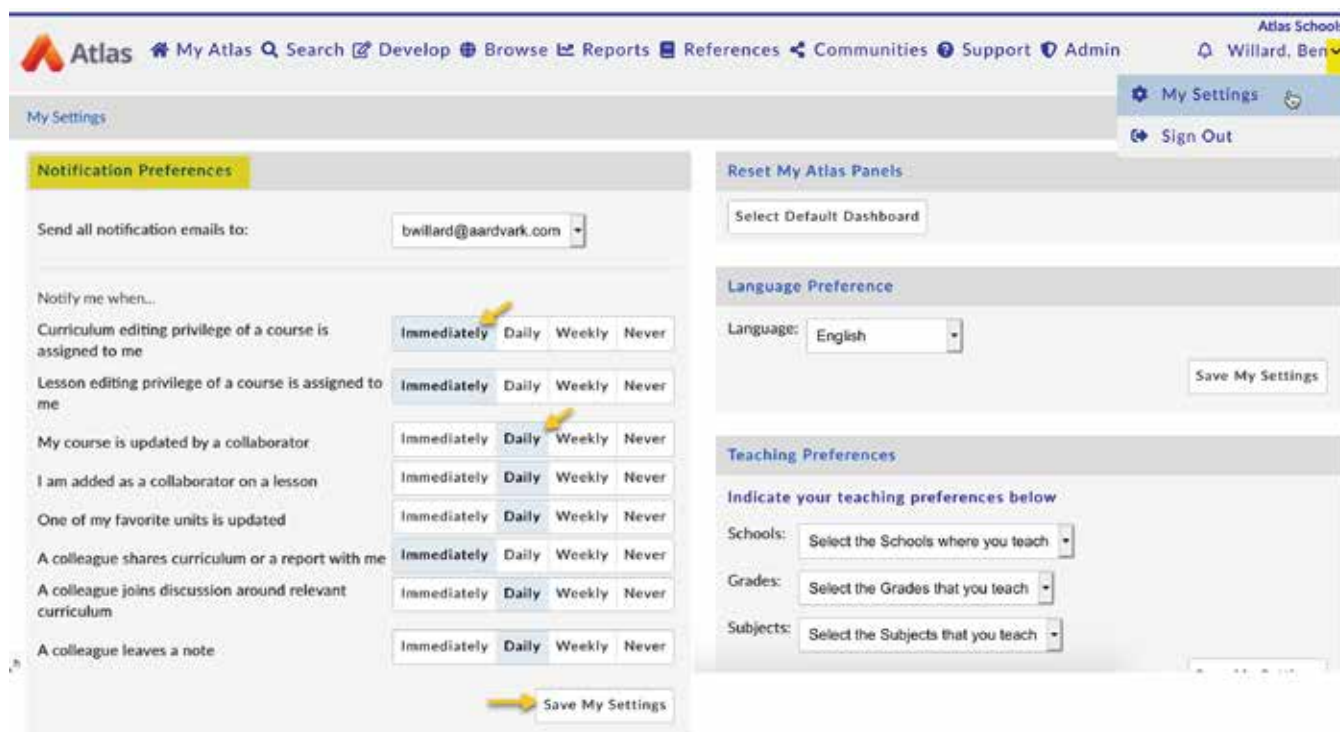 Atlas Schools
Atlas My Atlas Search Develop Browse Reports References Communities Support Admin Willard, Ben
My Settings
Sign Out
My Settings
Notification Preferences
Send all notification emails to: bwillard@aardvark.com
Notify me when...
Curriculum editing privilege of a course is
assigned to me
Immediately Daily Weekly Never
Lesson editing privilege of a course is assigned to
me
Immediately Daily Weekly Never
My course is updated by a collaborator Immediately Daily Weekly Never
I am added as a collaborator on a lesson Immediately Daily Weekly Never
One of my favorite units is updated Immediately Daily Weekly Never
A colleague shares curriculum or a report with me Immediately Daily Weekly Never
A colleague joins discussion around relevant
curriculum
Immediately Daily Weekly Never
A colleague leaves a note Immediately Daily Weekly Never
Save My Settings
Reset My Atlas Panels
Select Default Dashboard
Language Preference
Language: English
Save My Settings
Teaching Preferences
Indicate your teaching preferences below
Schools: Select the Schools where you teach
Grades: Select the Grades that you teach
Subjects: Select the Subjects that you teach